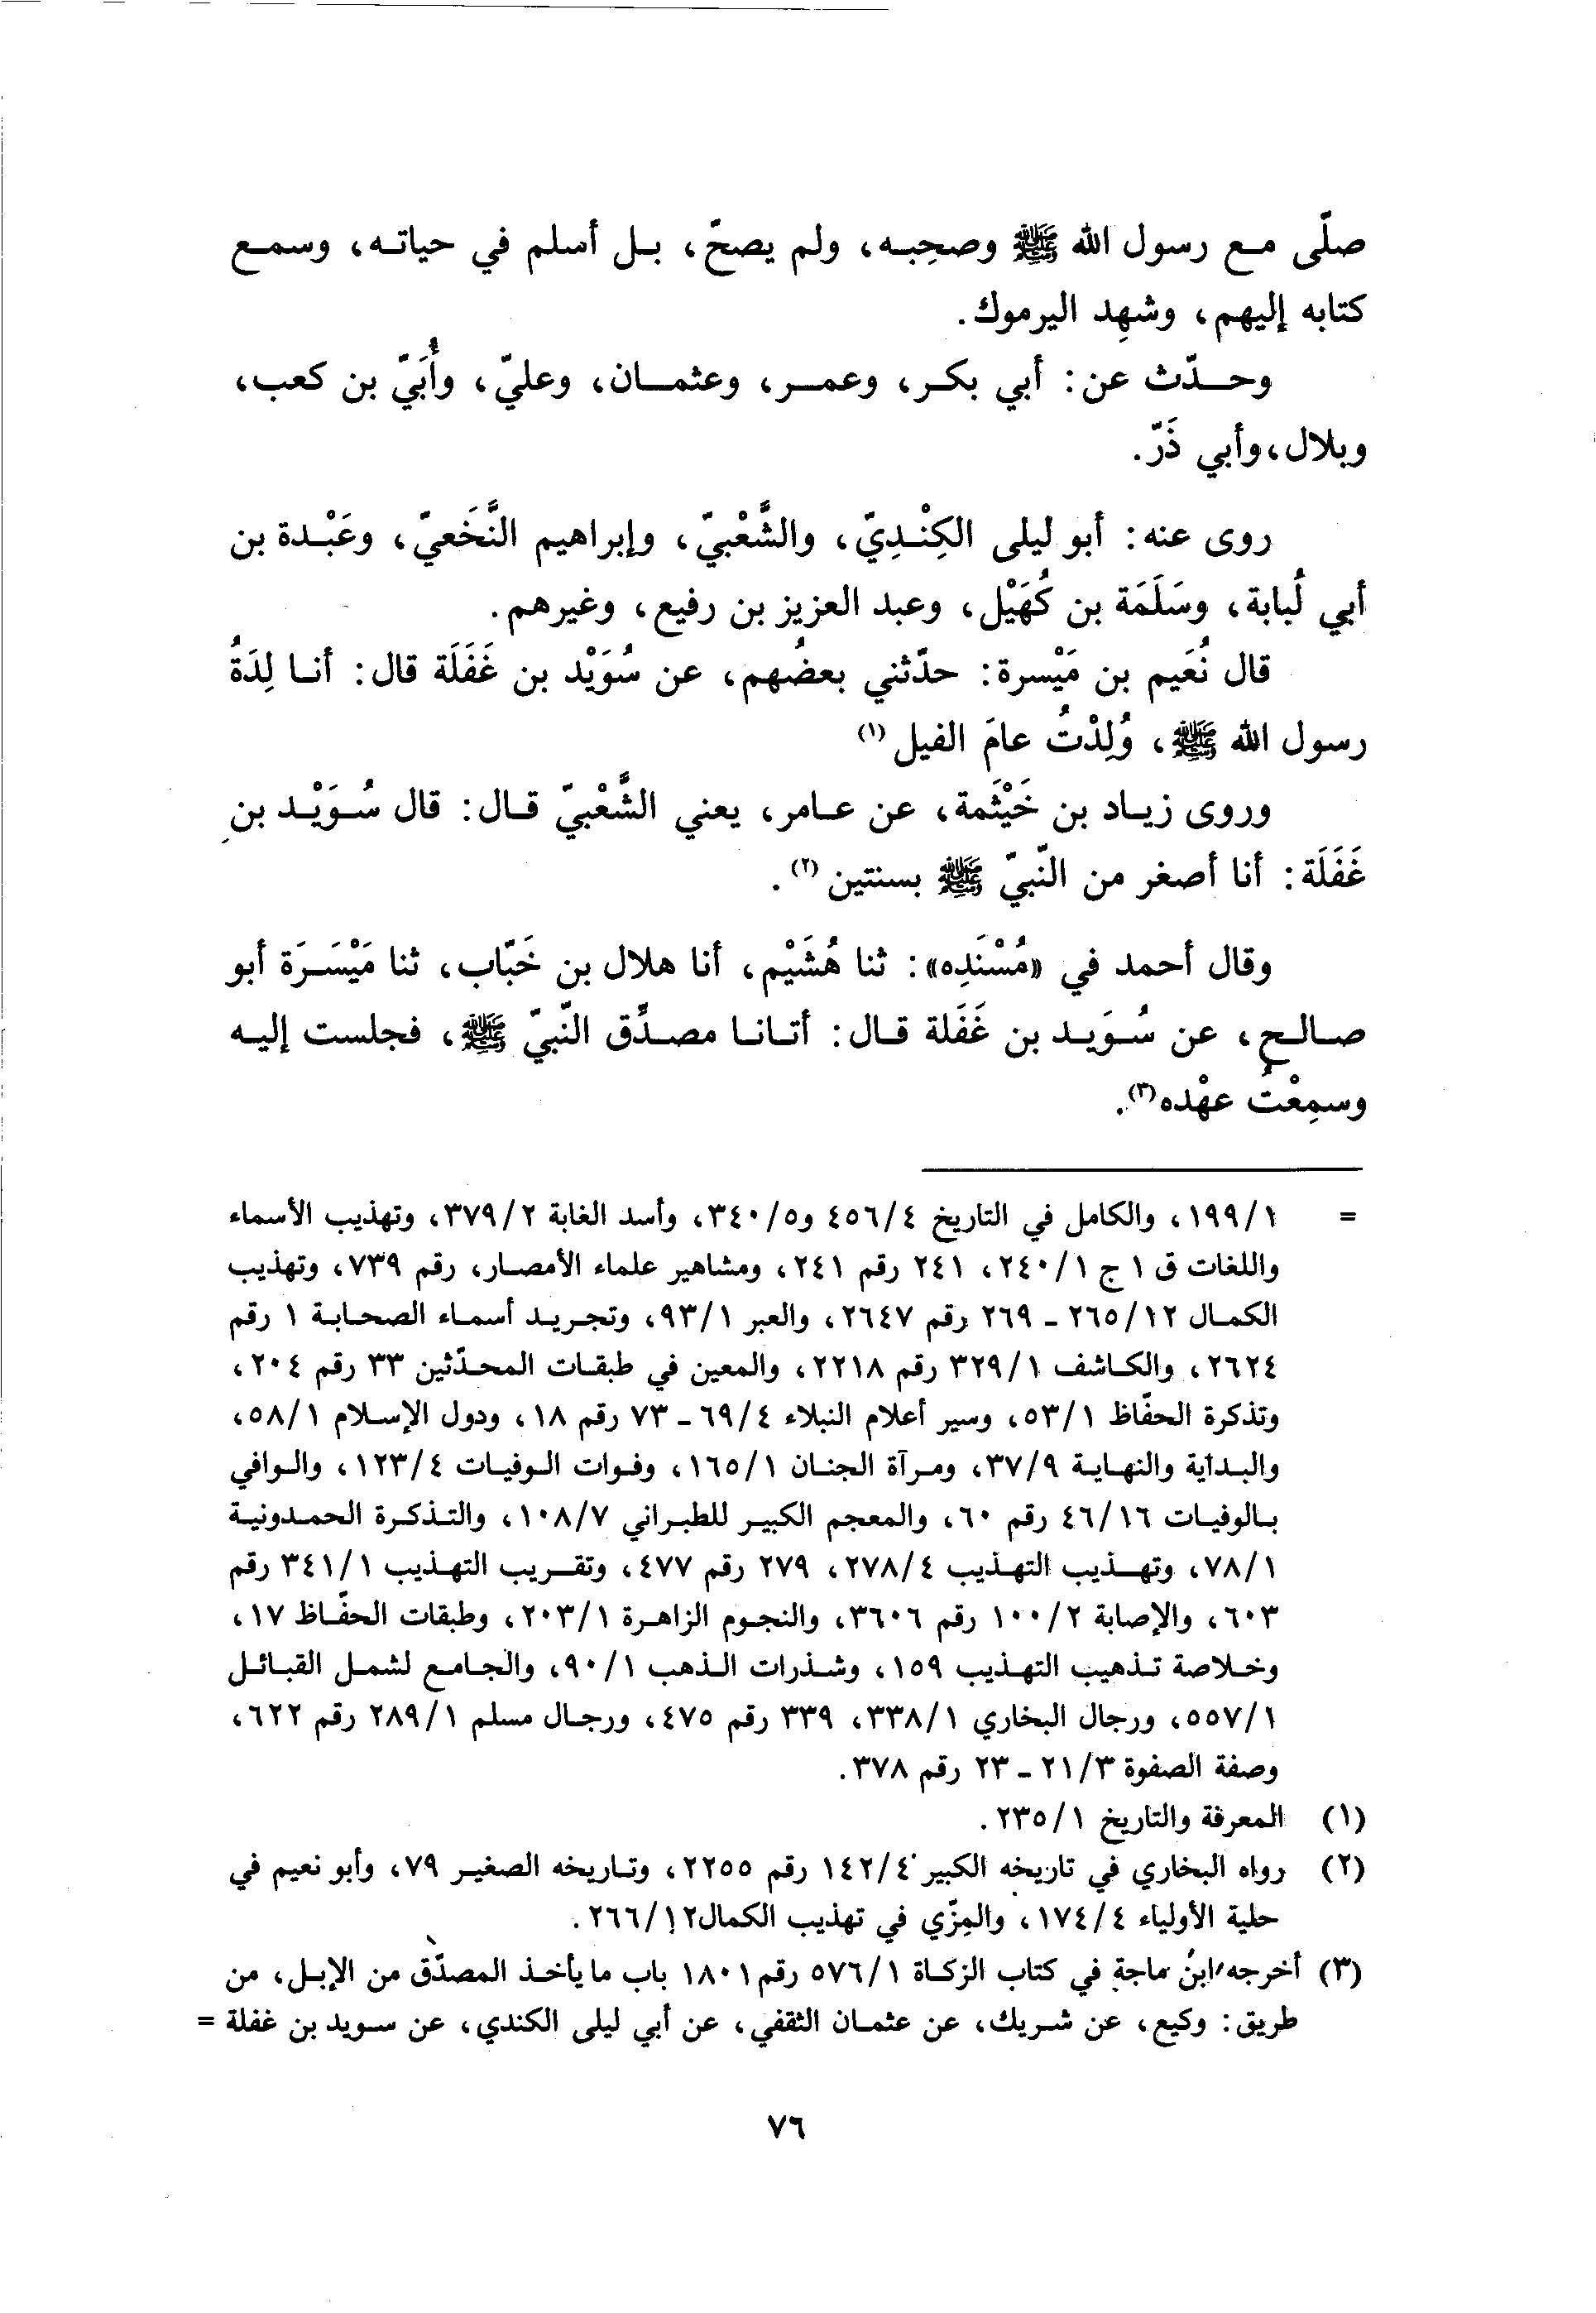 صلّى مع رسول الله ﷺ وصحِبه، ولم يصحّ، بل أسلم في حياته، وسمع
كتابه إليهم، وشهِد اليرموك.
وحدّث عن: أبي بكر، وعمر، وعثمان، وعليّ، وأُبَيّ بن كعب،
وبلال، وأبي ذَرّ.
روى عنه: أبو ليلى الكِنْدِيّ، والشَّعْبيّ، وإبراهيم النَّخَعيّ، وعَبْدة بن
أبي لُبابة، وسَلَمَة بن كُهَيْل، وعبد العزيز بن رفيع، وغيرهم.
قال نُعَيم بن مَيْسرة: حدّثني بعضُهم، عن سُوَيْد بن غَفَلَة قال: أنا لِدَةُ
رسول الله ﷺ، وُلِدْتُ عامَ الفيل (١)
وروى زياد بن خَيْثَمة، عن عامر، يعني الشَّعْبيّ قال: قال سُوَيْد بن
غَفَلَة: أنا أصغر من النّبيّ ﷺ بسنتين (٢).
وقال أحمد في «مُسْنَدِه»: ثنا هُشَيْم، أنا هلال بن خَبّاب، ثنا مَيْسَرَة أبو
صالح، عن سُوَيد بن غَفَلة قال: أتانا مصدِّق النّبيّ ﷺ، فجلست إليه
وسمِعْتُ عهْده(٣).
= ١/١٩٩، والكامل في التاريخ ٤/٤٥٦ و٥/٣٤٠، وأسد الغابة ٢/٣٧٩، وتهذيب الأسماء
واللغات ق ١ ج ١/٢٤٠، ٢٤١ رقم ٢٤١، ومشاهير علماء الأمصار، رقم ٧٣٩، وتهذيب
الكمال ١٢/٢٦٥ - ٢٦٩ رقم ٢٦٤٧، والعبر ١/٩٣، وتجريد أسماء الصحابة ١ رقم
٢٦٢٤، والكاشف ١/٣٢٩ رقم ٢٢١٨، والمعين في طبقات المحدّثين ٣٣ رقم ٢٠٤،
وتذكرة الحفّاظ ١/٥٣، وسير أعلام النبلاء ٤/٦٩ - ٧٣ رقم ١٨، ودول الإسلام ١/٥٨،
والبداية والنهاية ٩/٣٧، ومرآة الجنان ١/١٦٥، وفوات الوفيات ٤/١٢٣، والوافي
بالوفيات ١٦/٤٦ رقم ٦٠، والمعجم الكبير للطبراني ٧/١٠٨، والتذكرة الحمدونية
١/٧٨، وتهذيب التهذيب ٤/٢٧٨، ٢٧٩ رقم ٤٧٧، وتقريب التهذيب ١/٣٤١ رقم
٦٠٣، والإصابة ٢/١٠٠ رقم ٣٦٠٦، والنجوم الزاهرة ١/٢٠٣، وطبقات الحفّاظ ١٧،
وخلاصة تذهيب التهذيب ١٥٩، وشذرات الذهب ١/٩٠، والجامع لشمل القبائل
١/٥٥٧، ورجال البخاري ١/٣٣٨، ٣٣٩ رقم ٤٧٥، ورجال مسلم ١/٢٨٩ رقم ٦٢٢،
وصفة الصفوة ٣/٢١ - ٢٣ رقم ٣٧٨.
(١) المعرفة والتاريخ ١/٢٣٥.
(٢) رواه البخاري في تاريخه الكبير ٤/١٤٢ رقم ٢٢٥٥، وتاريخه الصغير ٧٩، وأبو نعيم في
حلية الأولياء ٤/١٧٤، والمِزّي في تهذيب الكمال ١٢/٢٦٦.
(٣) أخرجه ابنُ ماجة في كتاب الزكاة ١/٥٧٦ رقم ١٨٠١ باب ما يأخذ المصدّق من الإبل، من
طريق: وكيع، عن شريك، عن عثمان الثقفي، عن أبي ليلى الكندي، عن سويد بن غفلة =
٧٦